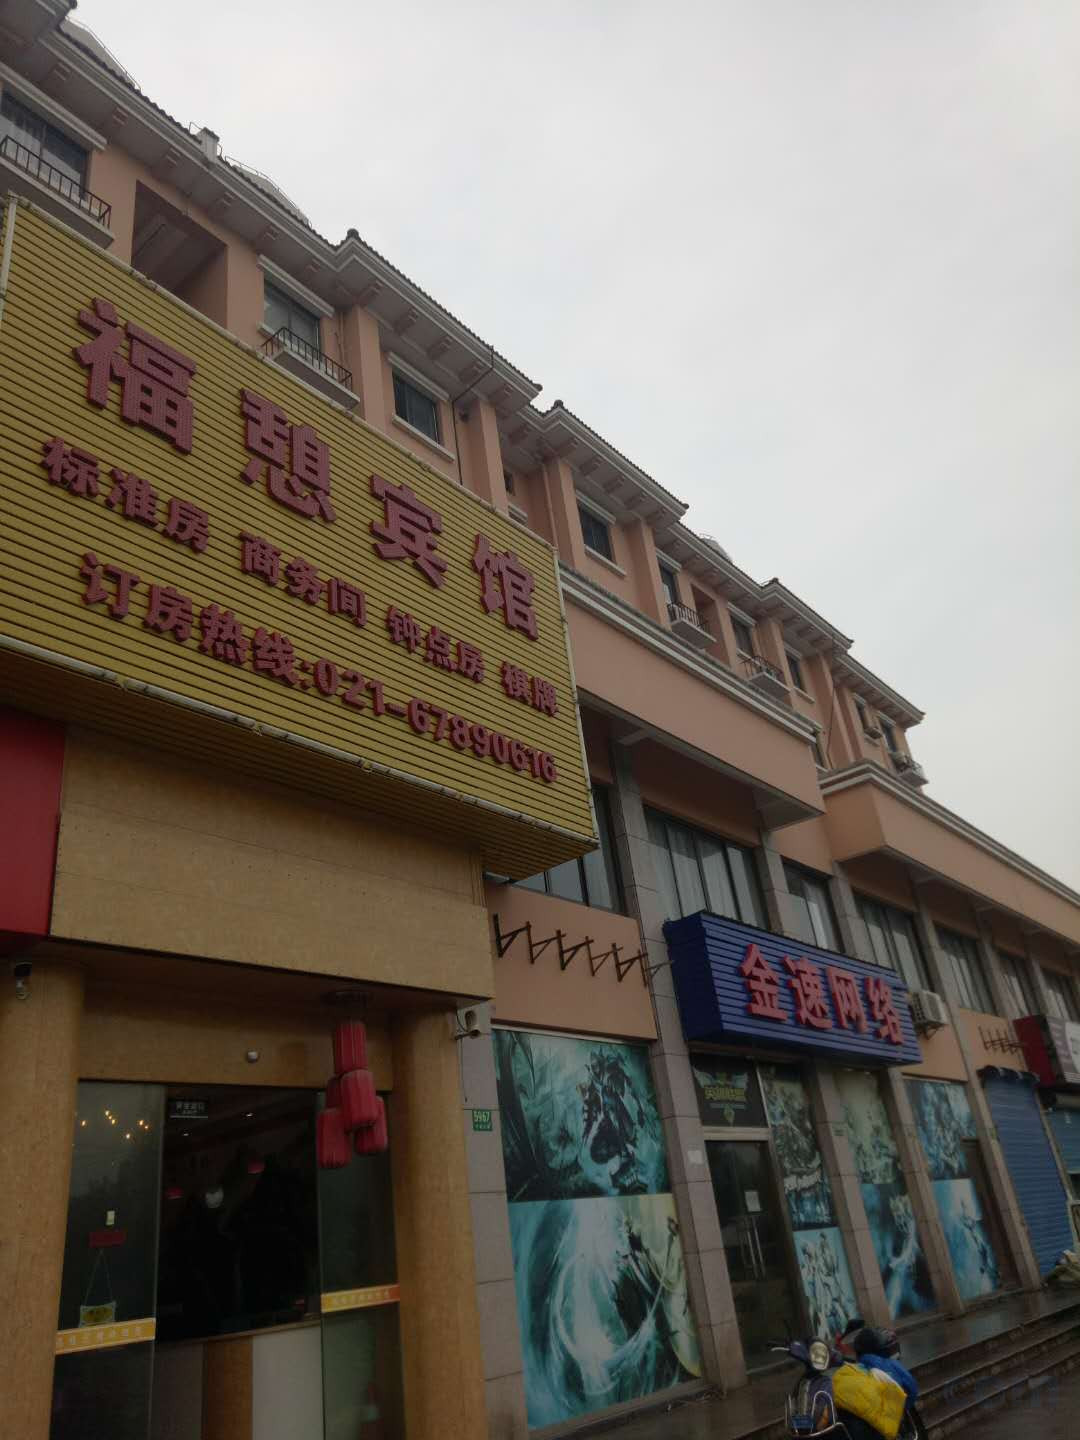 福憩宾馆
标准房 商务间 钟点房 棋牌
订房热线:021-67890616
金速网络
5967